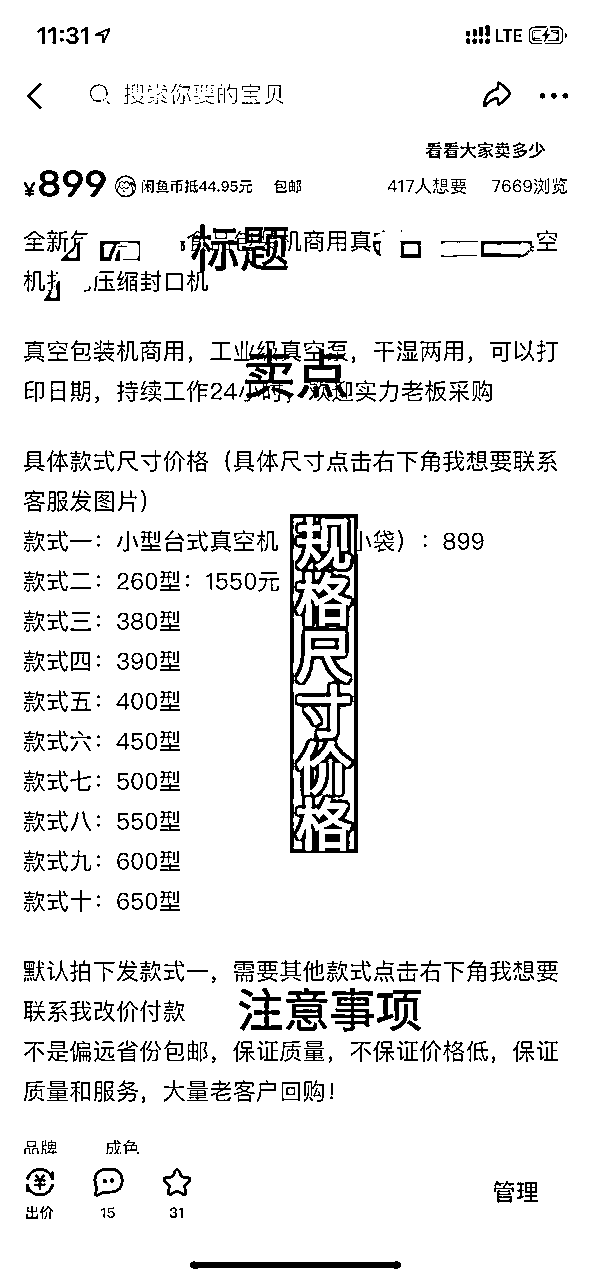 11:31
LTE
搜索你要的宝贝
看看大家卖多少
¥899 闲鱼币抵44.95元 包邮 417人想要 7669浏览
全新 食品包 机商用真 空
标题
机 压缩封口机
真空包装机商用，工业级真空泵，干湿两用，可以打
卖点
印日期，持续工作24小时，欢迎实力老板采购
具体款式尺寸价格（具体尺寸点击右下角我想要联系
客服发图片）
款式一：小型台式真空机 小袋）：899
款式二：260型：1550元
款式三：380型
款式四：390型
款式五：400型
款式六：450型
款式七：500型
款式八：550型
款式九：600型
款式十：650型
规格尺寸价格
默认拍下发款式一，需要其他款式点击右下角我想要
联系我改价付款
注意事项
不是偏远省份包邮，保证质量，不保证价格低，保证
质量和服务，大量老客户回购！
品牌 成色
出价 15 31 管理